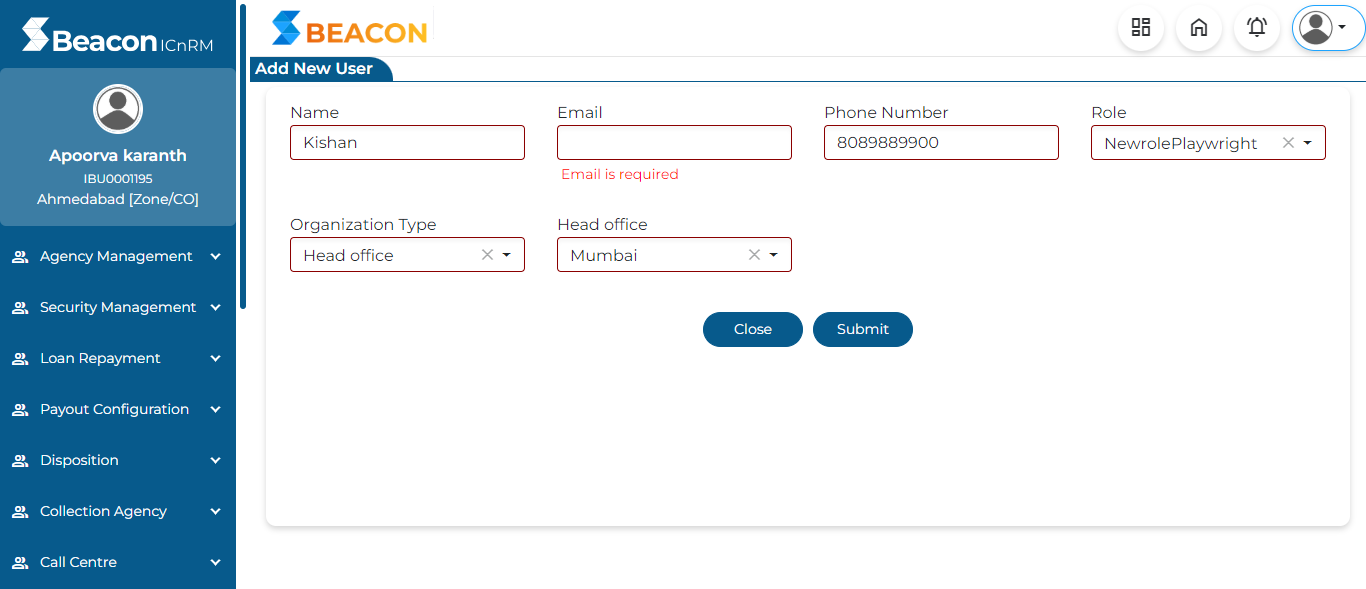 Beacon ICnRM
Apoorva karanth
IBU0001195
Ahmedabad [Zone/CO]
Agency Management
Security Management
Loan Repayment
Payout Configuration
Disposition
Collection Agency
Call Centre
BEACON
Add New User
Name
Email
Phone Number
Role
Kishan
8089889900
NewrolePlaywright
Email is required
Organization Type
Head office
Head office
Mumbai
Close
Submit